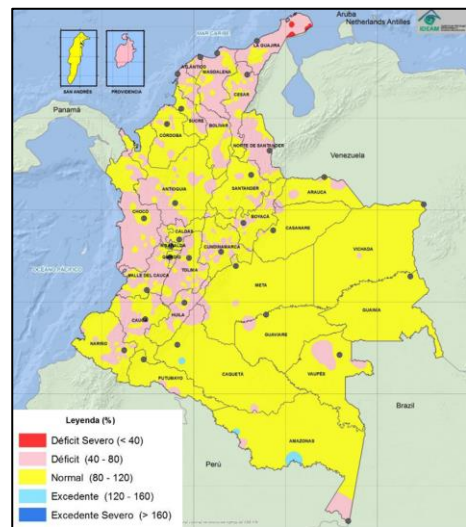 Aruba
Netherlands Antilles
IDEAM
MAR CARIBE
LA GUAJIRA
ATLÁNTICO
MAGDALENA
CESAR
SAN ANDRÉS
PROVIDENCIA
Panamá
SUCRE
CÓRDOBA
BOLÍVAR
NORTE DE SANTANDER
Venezuela
ANTIOQUIA
SANTANDER
ARAUCA
CHOCÓ
BOYACÁ
CALDAS
CASANARE
RISARALDA
CUNDINAMARCA
VICHADA
QUINDÍO
OCÉANO PACÍFICO
TOLIMA
VALLE DEL CAUCA
META
GUAINÍA
HUILA
CAUCA
GUAVIARE
NARIÑO
VAUPÉS
PUTUMAYO
CAQUETÁ
Brasil
Leyenda (%)
Déficit Severo (< 40)
Déficit (40 - 80)
Normal (80 - 120)
Excedente (120 - 160)
Excedente Severo (> 160)
AMAZONAS
Perú